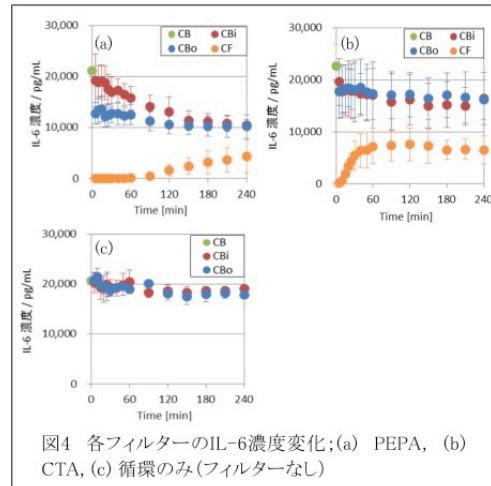 (a)
CB CBi
CBo CF
IL-6 濃度 / pg/mL
30,000
20,000
10,000
0
0 60 120 180 240
Time [min]
(b)
CB CBi
CBo CF
IL-6 濃度 / pg/mL
30,000
20,000
10,000
0
0 60 120 180 240
Time [min]
(c)
CB
CBi
CBo
IL-6 濃度 / pg/mL
30,000
20,000
10,000
0
0 60 120 180 240
Time [min]
図4 各フィルターのIL-6濃度変化;(a) PEPA, (b)
CTA, (c) 循環のみ(フィルターなし)